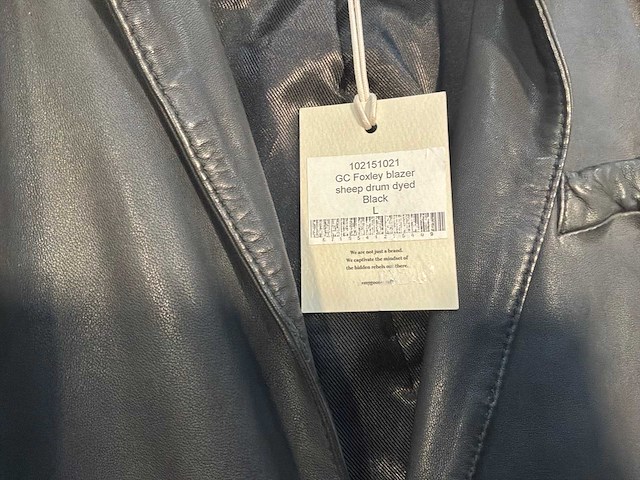 102151021
GC Foxley blazer
sheep drum dyed
Black
L
We are not just a brand.
We captivate the mindset of
the hidden rebels out there.